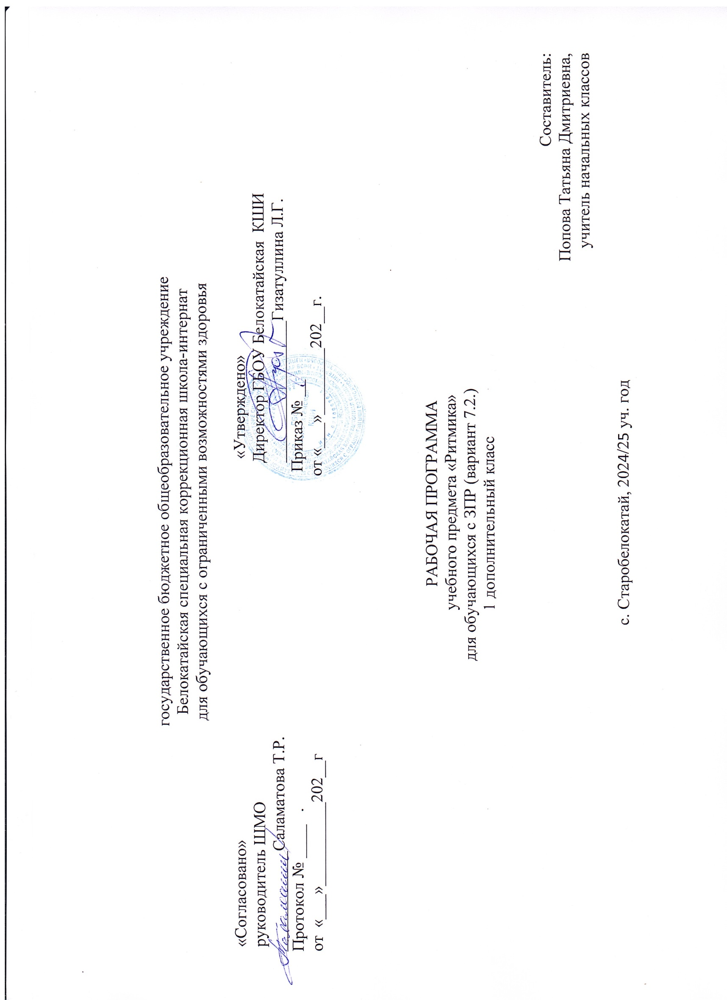 государственное бюджетное общеобразовательное учреждение
Белокатайская специальная коррекционная школа-интернат
для обучающихся с ограниченными возможностями здоровья
«Согласовано»
руководитель ШМО
Саламатова Т.Р.
Протокол № _____ .
от «___»__________202__г
«Утверждено»
Директор ГБОУ Белокатайская КШИ
Гизатуллина Л.Г.
Приказ № __
от «___»________202__г.
РАБОЧАЯ ПРОГРАММА
учебного предмета «Ритмика»
для обучающихся с ЗПР (вариант 7.2.)
1 дополнительный класс
Составитель:
Попова Татьяна Дмитриевна,
учитель начальных классов
с. Старобелокатай, 2024/25 уч. год